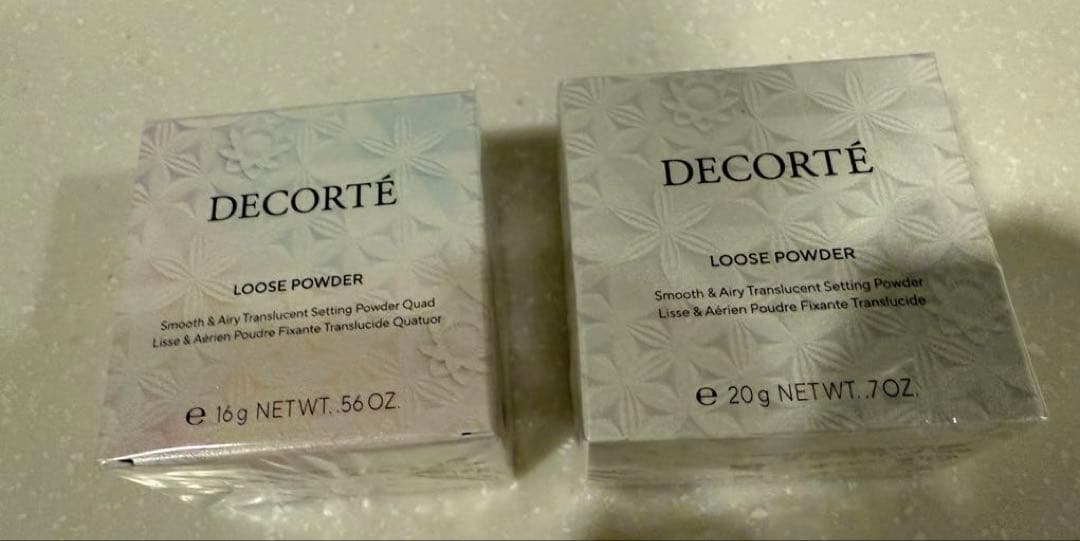 DECORTÉ
LOOSE POWDER
Smooth & Airy Translucent Setting Powder Quad
Lisse & Aérien Poudre Fixante Translucide Quatuor
℮ 16g NET WT. .56 OZ.
DECORTÉ
LOOSE POWDER
Smooth & Airy Translucent Setting Powder
Lisse & Aérien Poudre Fixante Translucide
℮ 20g NET WT. .7 OZ.